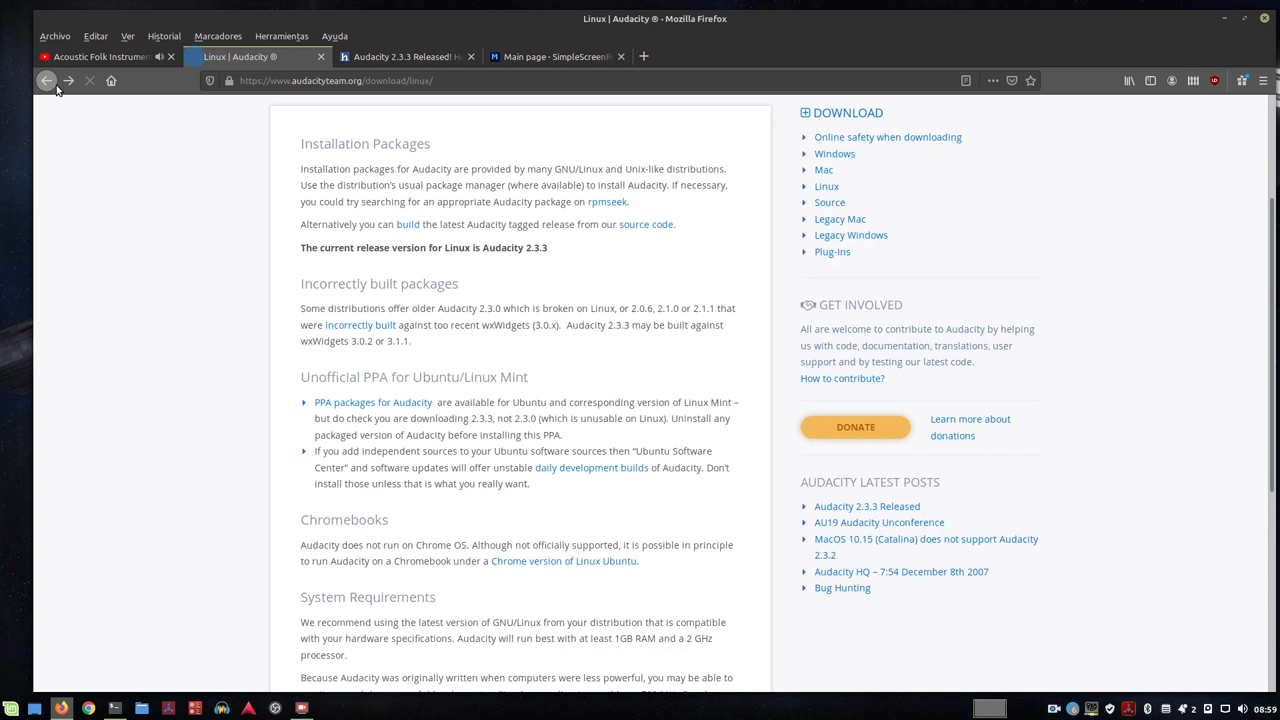 Linux | Audacity ® - Mozilla Firefox
Archivo Editar Ver Historial Marcadores Herramientas Ayuda
Acoustic Folk Instrumen
Linux | Audacity ®
Audacity 2.3.3 Released! H
Main page - SimpleScreenR
https://www.audacityteam.org/download/linux/
Installation Packages
Installation packages for Audacity are provided by many GNU/Linux and Unix-like distributions.
Use the distribution's usual package manager (where available) to install Audacity. If necessary,
you could try searching for an appropriate Audacity package on rpmseek.
Alternatively you can build the latest Audacity tagged release from our source code.
The current release version for Linux is Audacity 2.3.3
Incorrectly built packages
Some distributions offer older Audacity 2.3.0 which is broken on Linux, or 2.0.6, 2.1.0 or 2.1.1 that
were incorrectly built against too recent wxWidgets (3.0.x). Audacity 2.3.3 may be built against
wxWidgets 3.0.2 or 3.1.1.
Unofficial PPA for Ubuntu/Linux Mint
PPA packages for Audacity are available for Ubuntu and corresponding version of Linux Mint –
but do check you are downloading 2.3.3, not 2.3.0 (which is unusable on Linux). Uninstall any
packaged version of Audacity before installing this PPA.
If you add independent sources to your Ubuntu software sources then "Ubuntu Software
Center" and software updates will offer unstable daily development builds of Audacity. Don't
install those unless that is what you really want.
Chromebooks
Audacity does not run on Chrome OS. Although not officially supported, it is possible in principle
to run Audacity on a Chromebook under a Chrome version of Linux Ubuntu.
System Requirements
We recommend using the latest version of GNU/Linux from your distribution that is compatible
with your hardware specifications. Audacity will run best with at least 1GB RAM and a 2 GHz
processor.
Because Audacity was originally written when computers were less powerful, you may be able to
DOWNLOAD
Online safety when downloading
Windows
Mac
Linux
Source
Legacy Mac
Legacy Windows
Plug-Ins
GET INVOLVED
All are welcome to contribute to Audacity by helping
us with code, documentation, translations, user
support and by testing our latest code.
How to contribute?
DONATE
Learn more about
donations
AUDACITY LATEST POSTS
Audacity 2.3.3 Released
AU19 Audacity Unconference
MacOS 10.15 (Catalina) does not support Audacity
2.3.2
Audacity HQ – 7:54 December 8th 2007
Bug Hunting
08:59